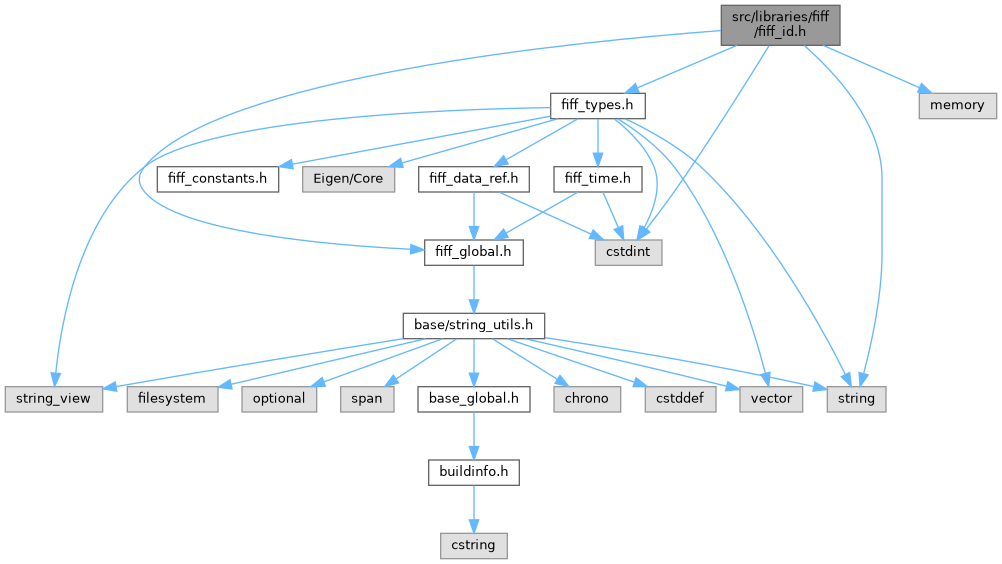 src/libraries/fiff
/fiff_id.h
fiff_types.h
memory
fiff_constants.h
Eigen/Core
fiff_data_ref.h
fiff_time.h
fiff_global.h
cstdint
base/string_utils.h
string_view
filesystem
optional
span
base_global.h
chrono
cstddef
vector
string
buildinfo.h
cstring